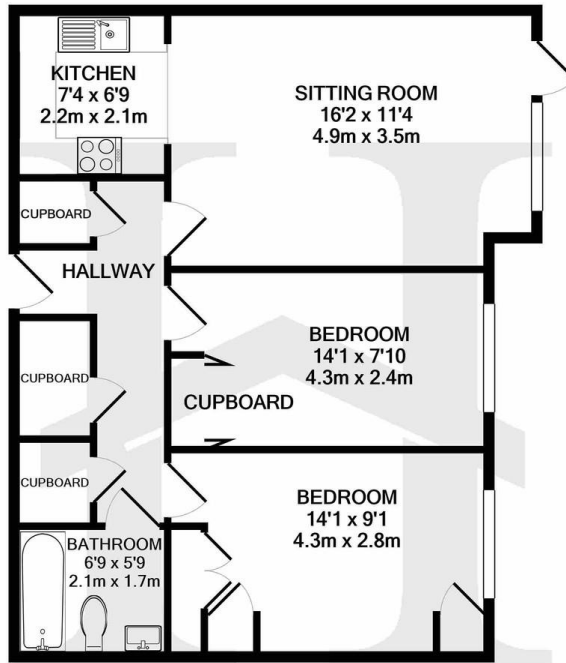 KITCHEN
7'4 x 6'9
2.2m x 2.1m
SITTING ROOM
16'2 x 11'4
4.9m x 3.5m
CUPBOARD
HALLWAY
BEDROOM
14'1 x 7'10
4.3m x 2.4m
CUPBOARD
CUPBOARD
CUPBOARD
BEDROOM
14'1 x 9'1
4.3m x 2.8m
BATHROOM
6'9 x 5'9
2.1m x 1.7m